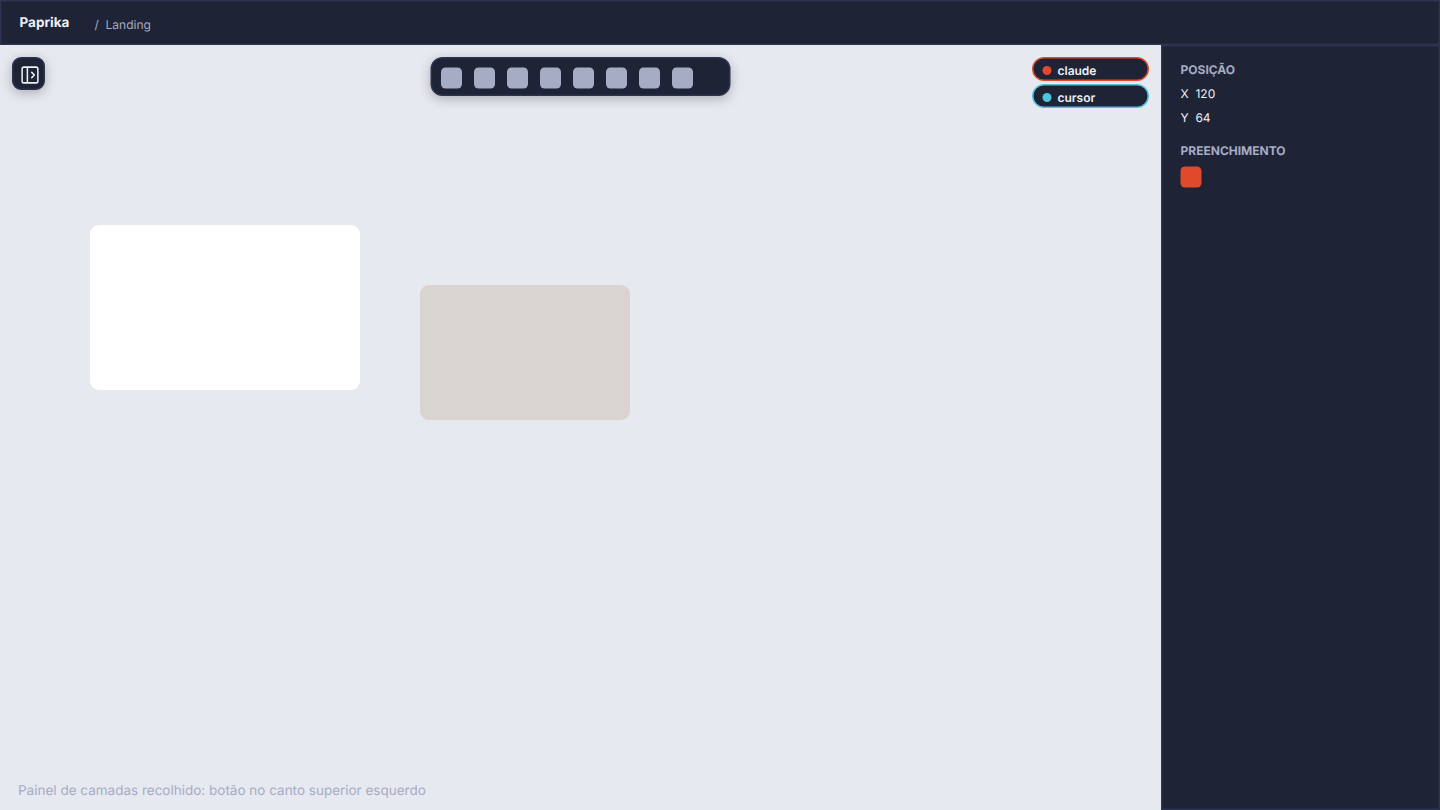 Paprika / Landing
claude
cursor
POSIÇÃO
X 120
Y 64
PREENCHIMENTO
Painel de camadas recolhido: botão no canto superior esquerdo